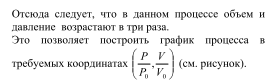 Отсюда следует, что в данном процессе объем и
давление возрастают в три раза.
Это позволяет построить график процесса в
требуемых координатах (P/P₀, V/V₀) (см. рисунок).